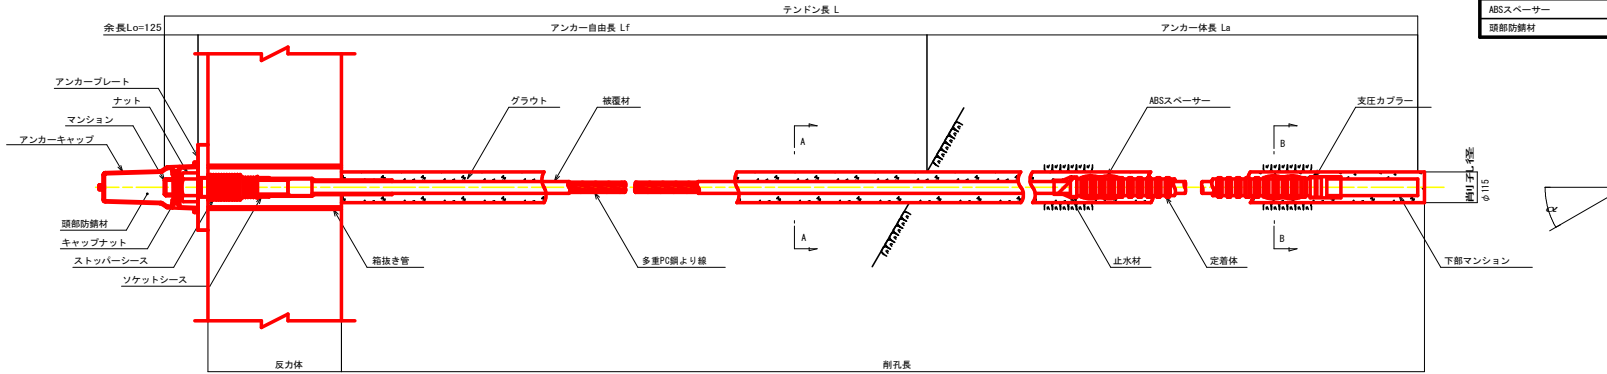 テンドン長 L
ABSスペーサー
余長Lo=125
アンカー自由長 Lf
アンカー体長 La
頭部防錆材
アンカープレート
ナット
グラウト
被覆材
ABSスペーサー
支圧カプラー
マンション
アンカーキャップ
A
B
削孔径
φ115
α
頭部防錆材
キャップナット
A
B
ストッパーシース
箱抜き管
多重PC鋼より線
止水材
定着体
下部マンション
ソケットシース
反力体
削孔長